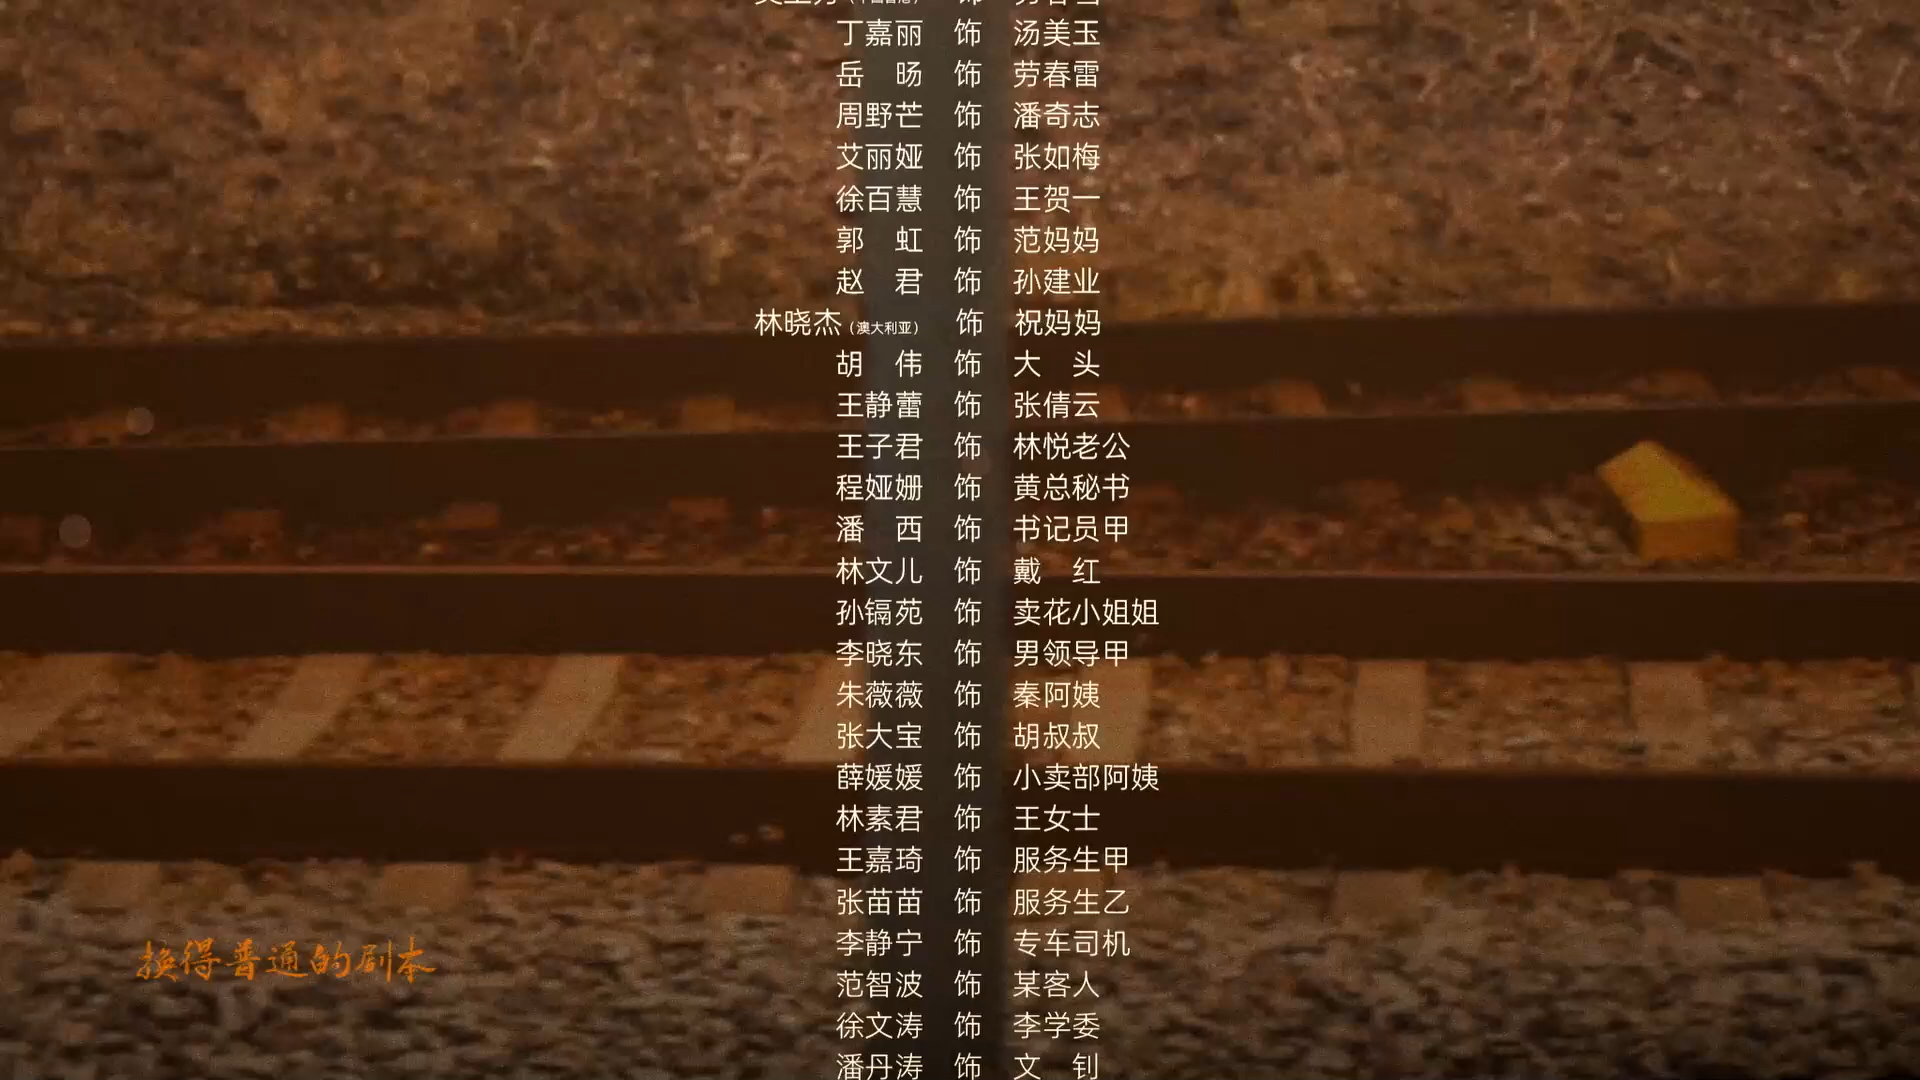 丁嘉丽 饰 汤美玉
岳 旸 饰 劳春雷
周野芒 饰 潘奇志
艾丽娅 饰 张如梅
徐百慧 饰 王贺一
郭 虹 饰 范妈妈
赵 君 饰 孙建业
林晓杰（澳大利亚） 饰 祝妈妈
胡 伟 饰 大 头
王静蕾 饰 张倩云
王子君 饰 林悦老公
程娅姗 饰 黄总秘书
潘 西 饰 书记员甲
林文儿 饰 戴 红
孙镉苑 饰 卖花小姐姐
李晓东 饰 男领导甲
朱薇薇 饰 秦阿姨
张大宝 饰 胡叔叔
薛媛媛 饰 小卖部阿姨
林素君 饰 王女士
王嘉琦 饰 服务生甲
张苗苗 饰 服务生乙
李静宁 饰 专车司机
换得普通的剧本
范智波 饰 某客人
徐文涛 饰 李学委
潘丹涛 饰 文 钊